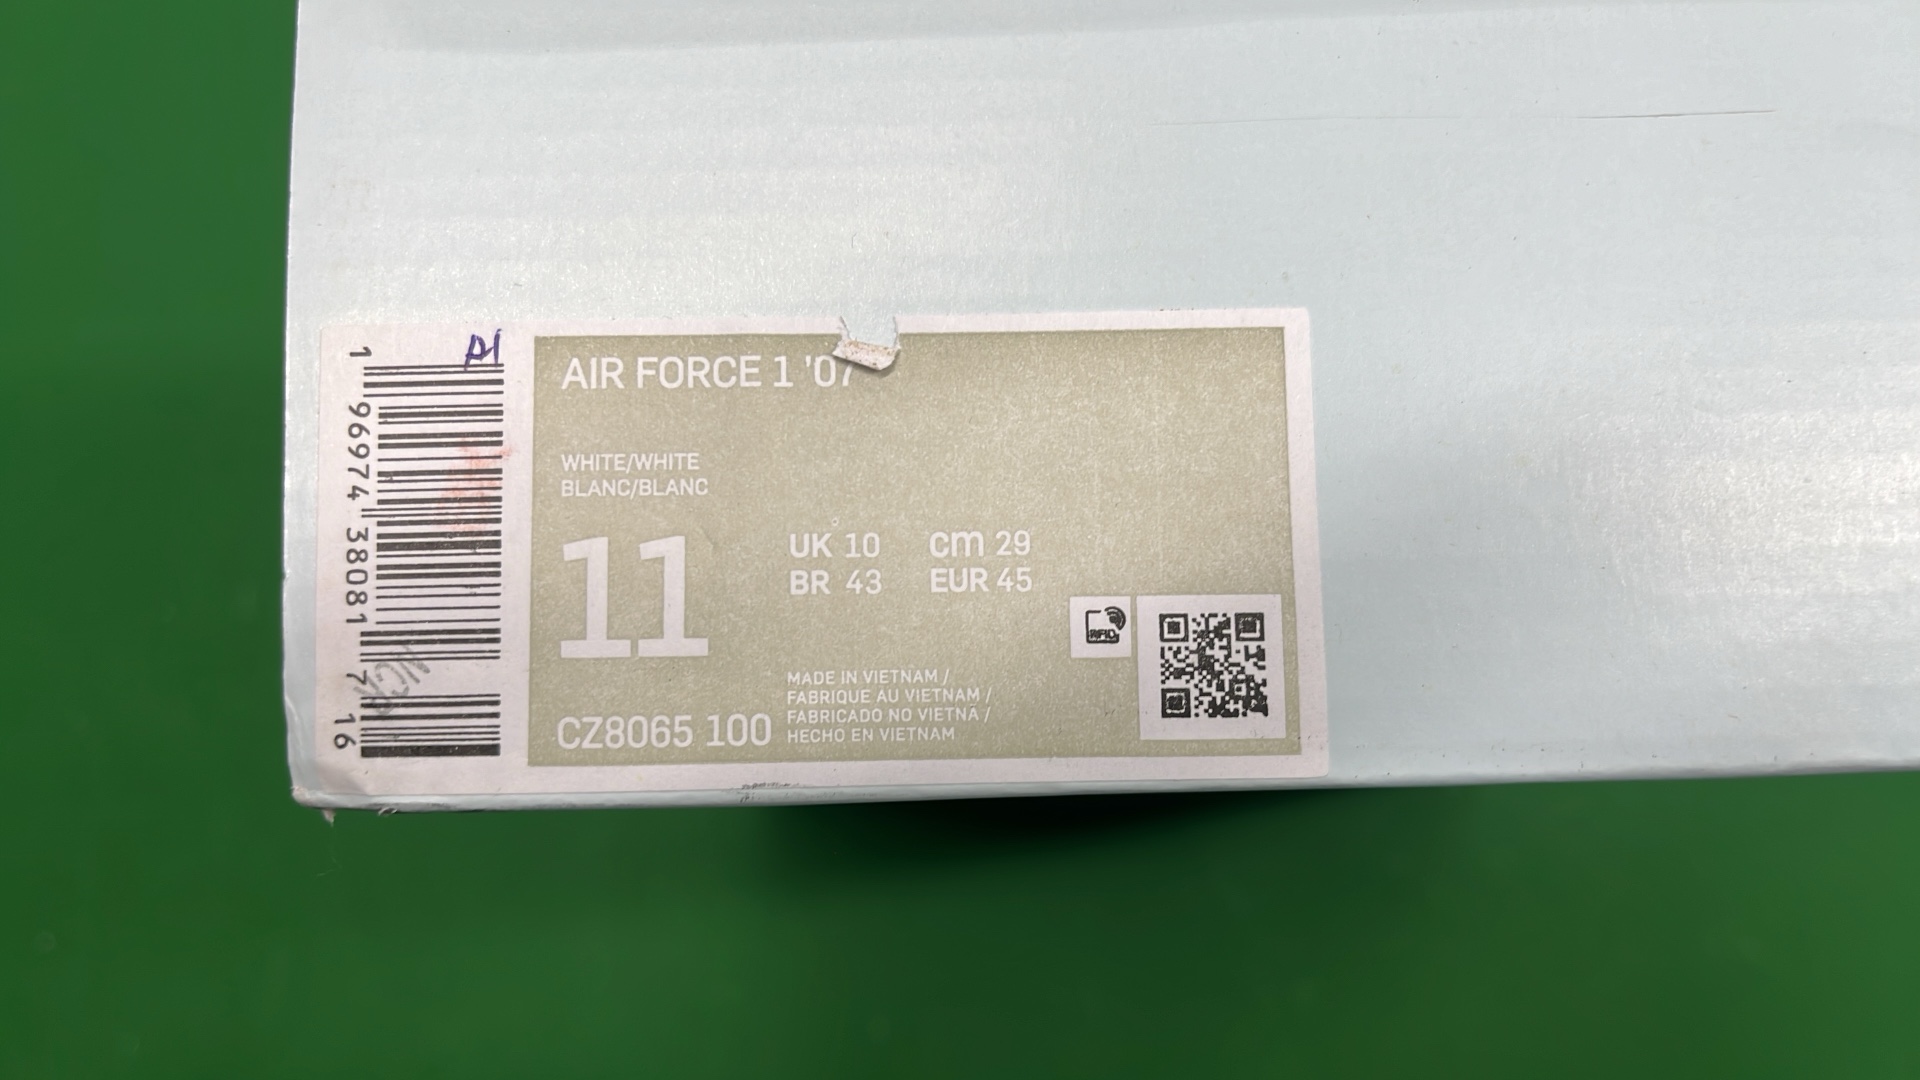 AIR FORCE 1 '07
WHITE/WHITE
BLANC/BLANC
11
UK 10 cm 29
BR 43 EUR 45
MADE IN VIETNAM /
FABRIQUE AU VIETNAM /
FABRICADO NO VIETNÃ /
HECHO EN VIETNAM
CZ8065 100
RFID
1 96974 38081 7 16